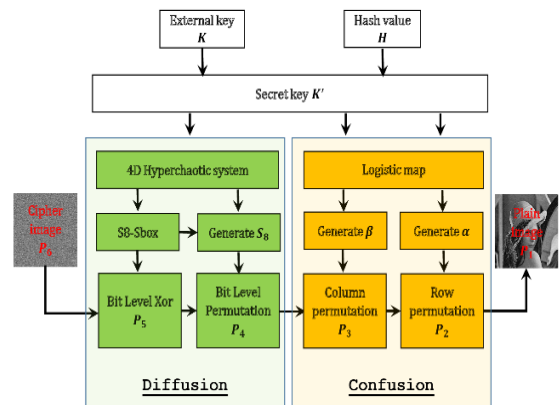 External key
K
Hash value
H
Secret key K'
4D Hyperchaotic system
Logistic map
Cipher
image
P₆
S8-Sbox
Generate S₈
Generate β
Generate α
Plain
image
P₁
Bit Level Xor
P₅
Bit Level
Permutation
P₄
Column
permutation
P₃
Row
permutation
P₂
Diffusion
Confusion